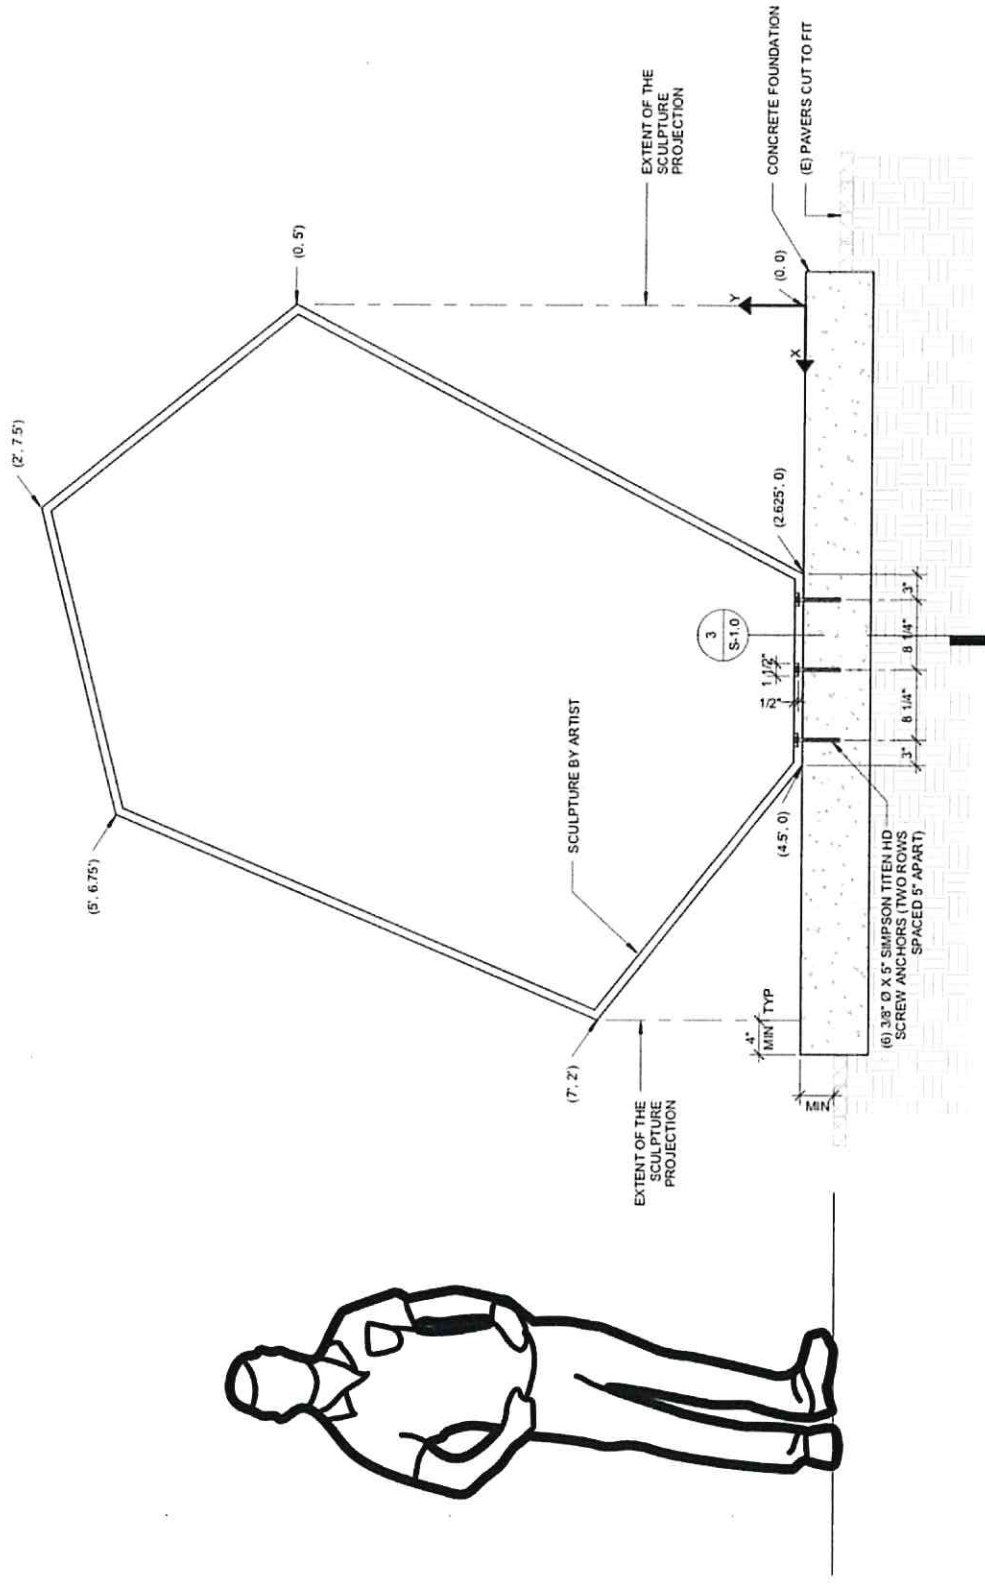 (2', 7.5')
(0, 5')
(5', 6.75')
EXTENT OF THE
SCULPTURE
PROJECTION
CONCRETE FOUNDATION
(E) PAVERS CUT TO FIT
Y
(0, 0)
X
(2.625', 0)
3
S-1.0
1 1/2"
1/2"
SCULPTURE BY ARTIST
(4.5', 0)
(7', 2')
4"
MIN TYP
EXTENT OF THE
SCULPTURE
PROJECTION
MIN
3"
8 1/4"
8 1/4"
3"
(6) 3/8" Ø X 5" SIMPSON TITEN HD
SCREW ANCHORS (TWO ROWS
SPACED 5" APART)